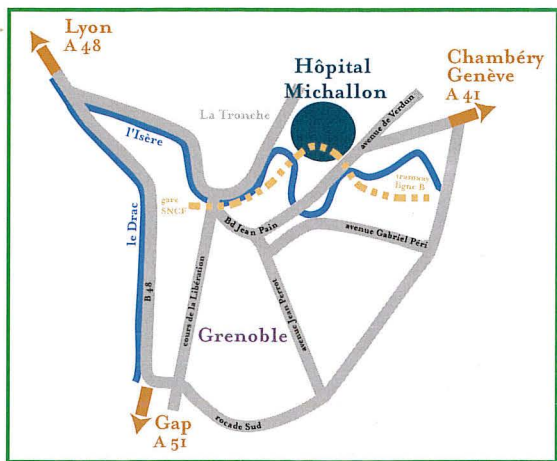 Lyon
A 48
Hôpital
Michallon
Chambéry
Genève
A 41
La Tronche
avenue de Verdun
l'Isère
tramway
ligne B
gare
SNCF
Bd Jean Pain
avenue Gabriel Péri
le Drac
B 48
cours de la Libération
avenue Jean Perrot
Grenoble
rocade Sud
Gap
A 51